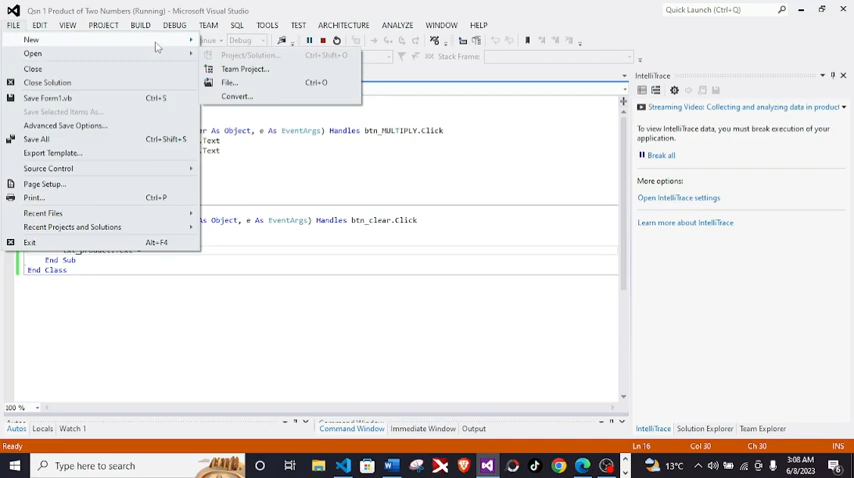 Qsn 1 Product of Two Numbers (Running) - Microsoft Visual Studio
Quick Launch (Ctrl+Q)
FILE EDIT VIEW PROJECT BUILD DEBUG TEAM SQL TOOLS TEST ARCHITECTURE ANALYZE WINDOW HELP
New
Debug
Open
Project/Solution... Ctrl+Shift+O
Stack Frame:
Close
Team Project...
Close Solution
File... Ctrl+O
Save Form1.vb Ctrl+S
Convert...
Save Selected Items As...
Advanced Save Options...
Save All Ctrl+Shift+S
Export Template...
Source Control
Page Setup...
Print... Ctrl+P
Recent Files
Recent Projects and Solutions
Exit Alt+F4
As Object, e As EventArgs) Handles btn_MULTIPLY.Click
.Text
.Text
As Object, e As EventArgs) Handles btn_clear.Click
End Sub
End Class
100 %
IntelliTrace
Streaming Video: Collecting and analyzing data in product
To view IntelliTrace data, you must break execution of your
application.
Break all
More options:
Open IntelliTrace settings
Learn more about IntelliTrace
Autos Locals Watch 1
Command Window
Command Window Immediate Window Output
IntelliTrace Solution Explorer Team Explorer
Ready
Ln 16 Col 30 Ch 30 INS
Type here to search
13°C
3:08 AM
6/8/2023